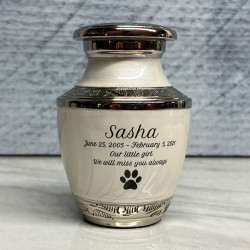 Sasha
June 25, 2005 - February 5, 2021
Our little girl
We will miss you always